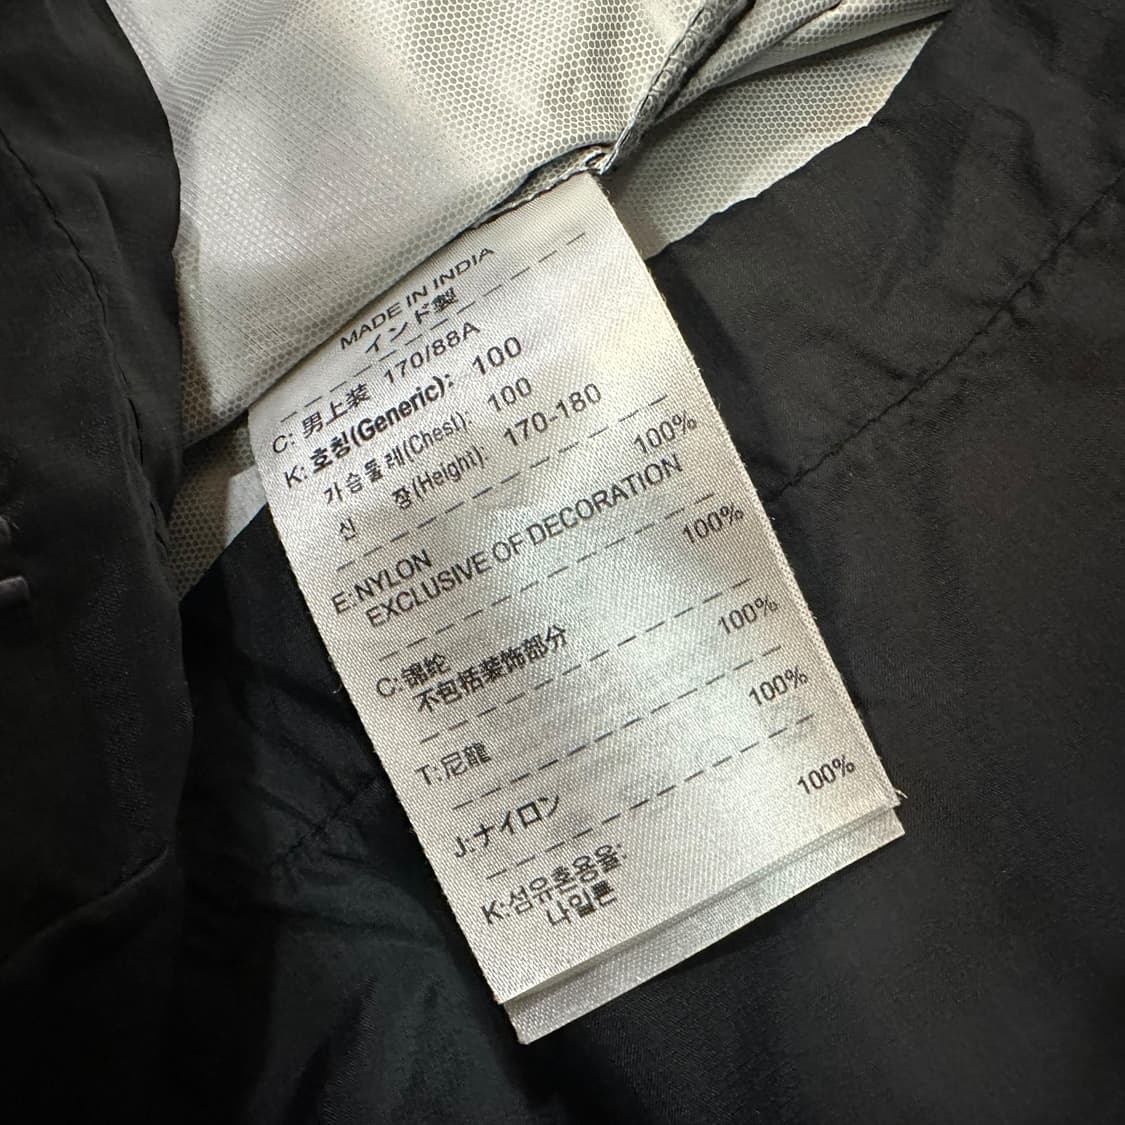 MADE IN INDIA
インド製
C: 男上装 170/88A
K: 호칭(Generic): 100
가슴둘레(Chest): 100
신 장(Height): 170-180
E:NYLON 100%
EXCLUSIVE OF DECORATION
C:锦纶 100%
不包括装饰部分
T:尼龍 100%
J:ナイロン 100%
K:섬유혼용율: 100%
나일론